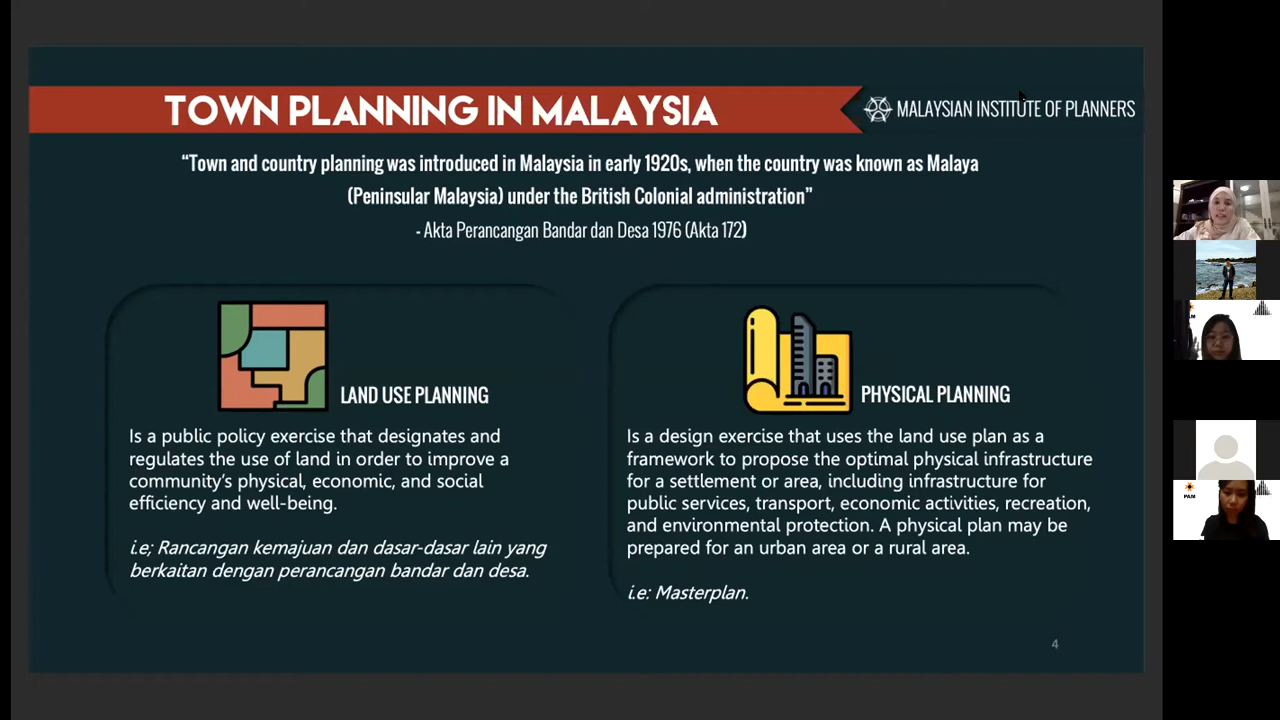 TOWN PLANNING IN MALAYSIA
MALAYSIAN INSTITUTE OF PLANNERS
“Town and country planning was introduced in Malaysia in early 1920s, when the country was known as Malaya
(Peninsular Malaysia) under the British Colonial administration”
- Akta Perancangan Bandar dan Desa 1976 (Akta 172)
LAND USE PLANNING
Is a public policy exercise that designates and
regulates the use of land in order to improve a
community’s physical, economic, and social
efficiency and well-being.
i.e; Rancangan kemajuan dan dasar-dasar lain yang
berkaitan dengan perancangan bandar dan desa.
PHYSICAL PLANNING
Is a design exercise that uses the land use plan as a
framework to propose the optimal physical infrastructure
for a settlement or area, including infrastructure for
public services, transport, economic activities, recreation,
and environmental protection. A physical plan may be
prepared for an urban area or a rural area.
i.e: Masterplan.
4
PAM